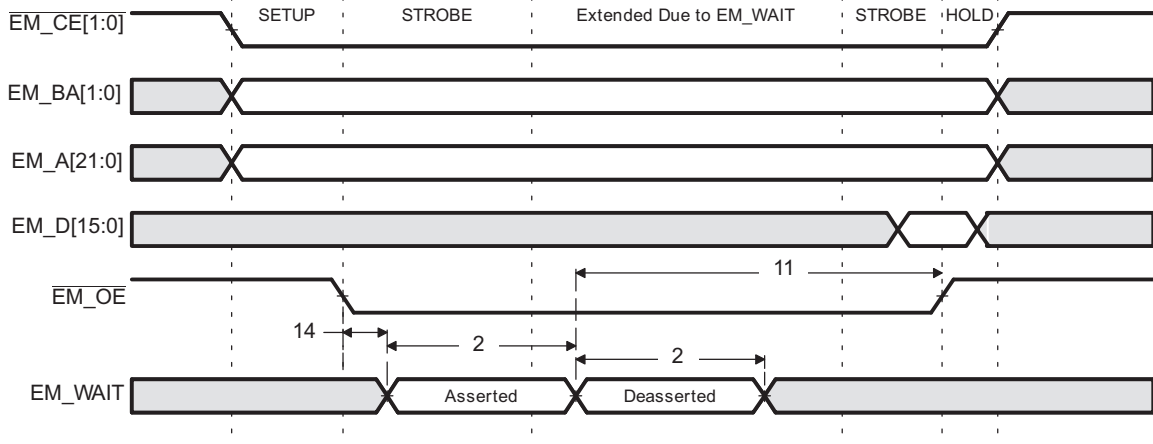 SETUP STROBE Extended Due to EM_WAIT STROBE HOLD
EM_CE[1:0]
EM_BA[1:0]
EM_A[21:0]
EM_D[15:0]
11
EM_OE
14
2
2
EM_WAIT Asserted Deasserted